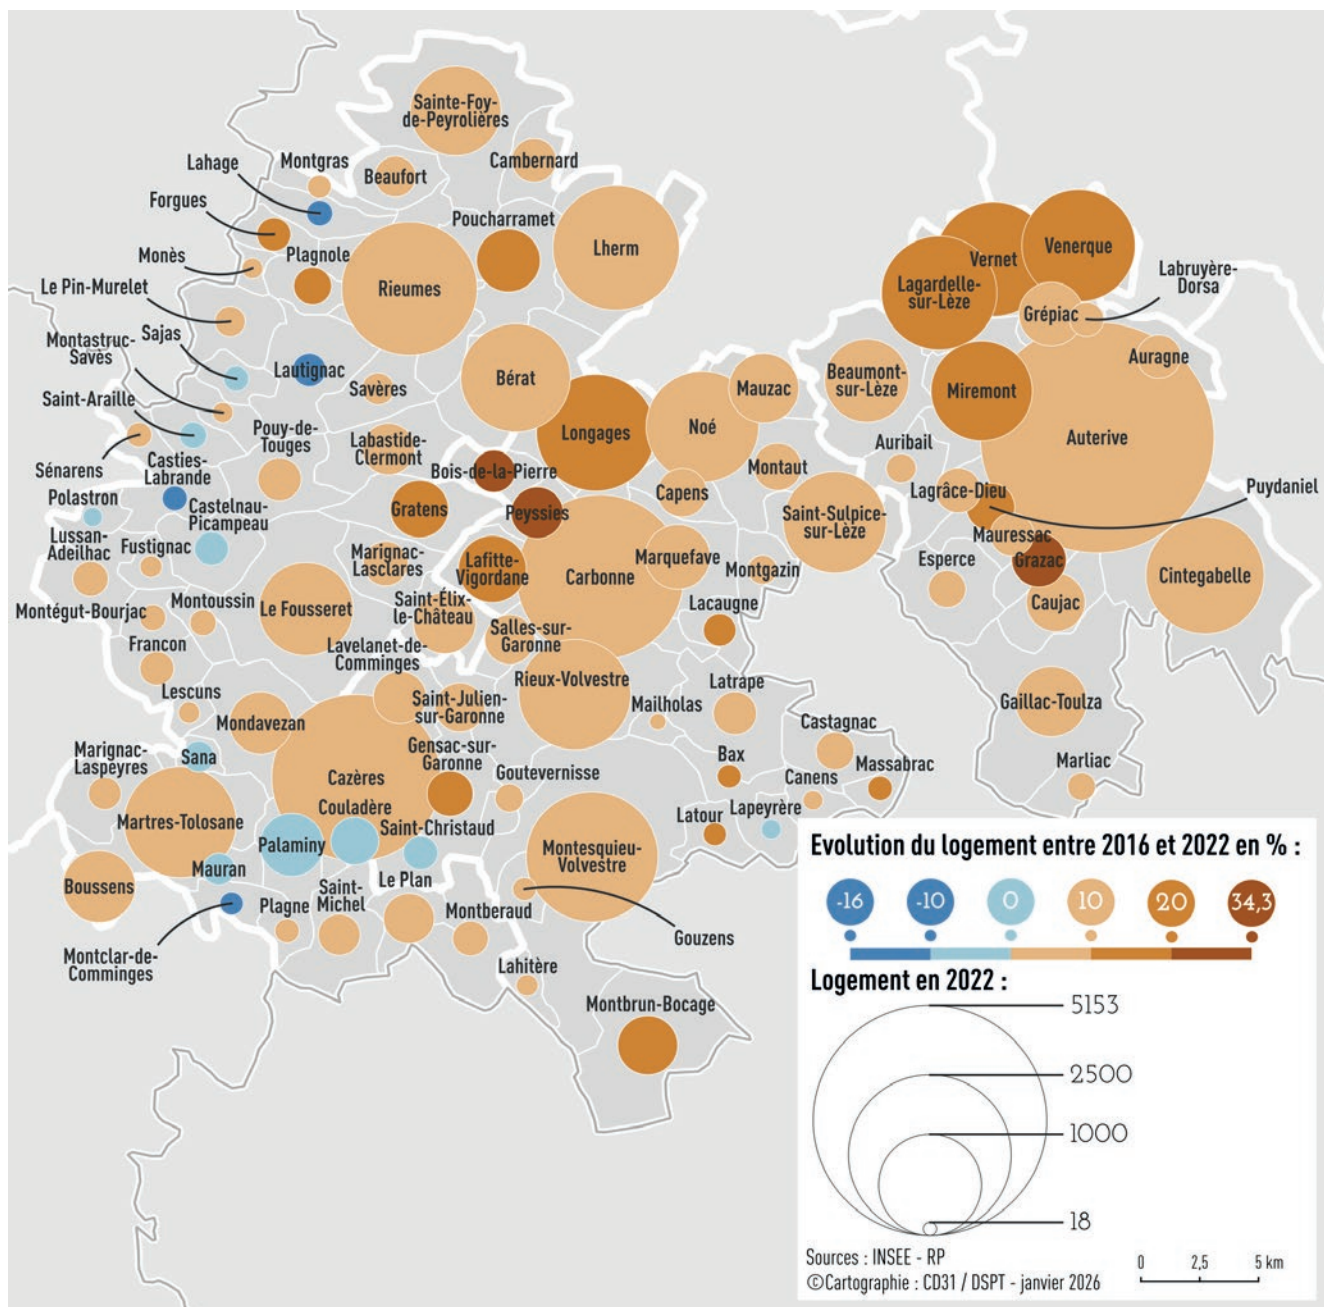 Sainte-Foy-
de-Peyrolières
Lahage
Montgras
Beaufort
Cambernard
Forgues
Poucharramet
Monès
Plagnole
Rieumes
Lherm
Vernet
Venerque
Lagardelle-
sur-Lèze
Labruyère-
Dorsa
Grépiac
Le Pin-Murelet
Montastruc-
Savès
Sajas
Lautignac
Savères
Bérat
Mauzac
Beaumont-
sur-Lèze
Miremont
Auragne
Saint-Araille
Sénarens
Pouy-de-
Touges
Labastide-
Clermont
Longages
Noé
Auribail
Auterive
Casties-
Labrande
Bois-de-la-Pierre
Montaut
Capens
Lagrâce-Dieu
Puydaniel
Polastron
Castelnau-
Picampeau
Gratens
Peyssies
Saint-Sulpice-
sur-Lèze
Mauressac
Lussan-
Adeilhac
Fustignac
Marignac-
Lasclares
Lafitte-
Vigordane
Carbonne
Marquefave
Montgazin
Esperce
Grazac
Cintegabelle
Montégut-Bourjac
Montoussin
Le Fousseret
Saint-Élix-
le-Château
Salles-sur-
Garonne
Lacaugne
Caujac
Francon
Lavelanet-de-
Comminges
Rieux-Volvestre
Latrape
Lescuns
Mondavezan
Saint-Julien-
sur-Garonne
Mailholas
Castagnac
Gaillac-Toulza
Marignac-
Laspeyres
Sana
Cazères
Gensac-sur-
Garonne
Goutevernisse
Bax
Canens
Massabrac
Marliac
Martres-Tolosane
Couladère
Saint-Christaud
Latour
Lapeyrère
Palaminy
Montesquieu-
Volvestre
Boussens
Mauran
Saint-
Michel
Le Plan
Plagne
Montberaud
Gouzens
Montclar-de-
Comminges
Lahitère
Montbrun-Bocage
Evolution du logement entre 2016 et 2022 en % :
-16 -10 0 10 20 34,3
Logement en 2022 :
5153
2500
1000
18
Sources : INSEE - RP
©Cartographie : CD31 / DSPT - janvier 2026
0 2,5 5 km